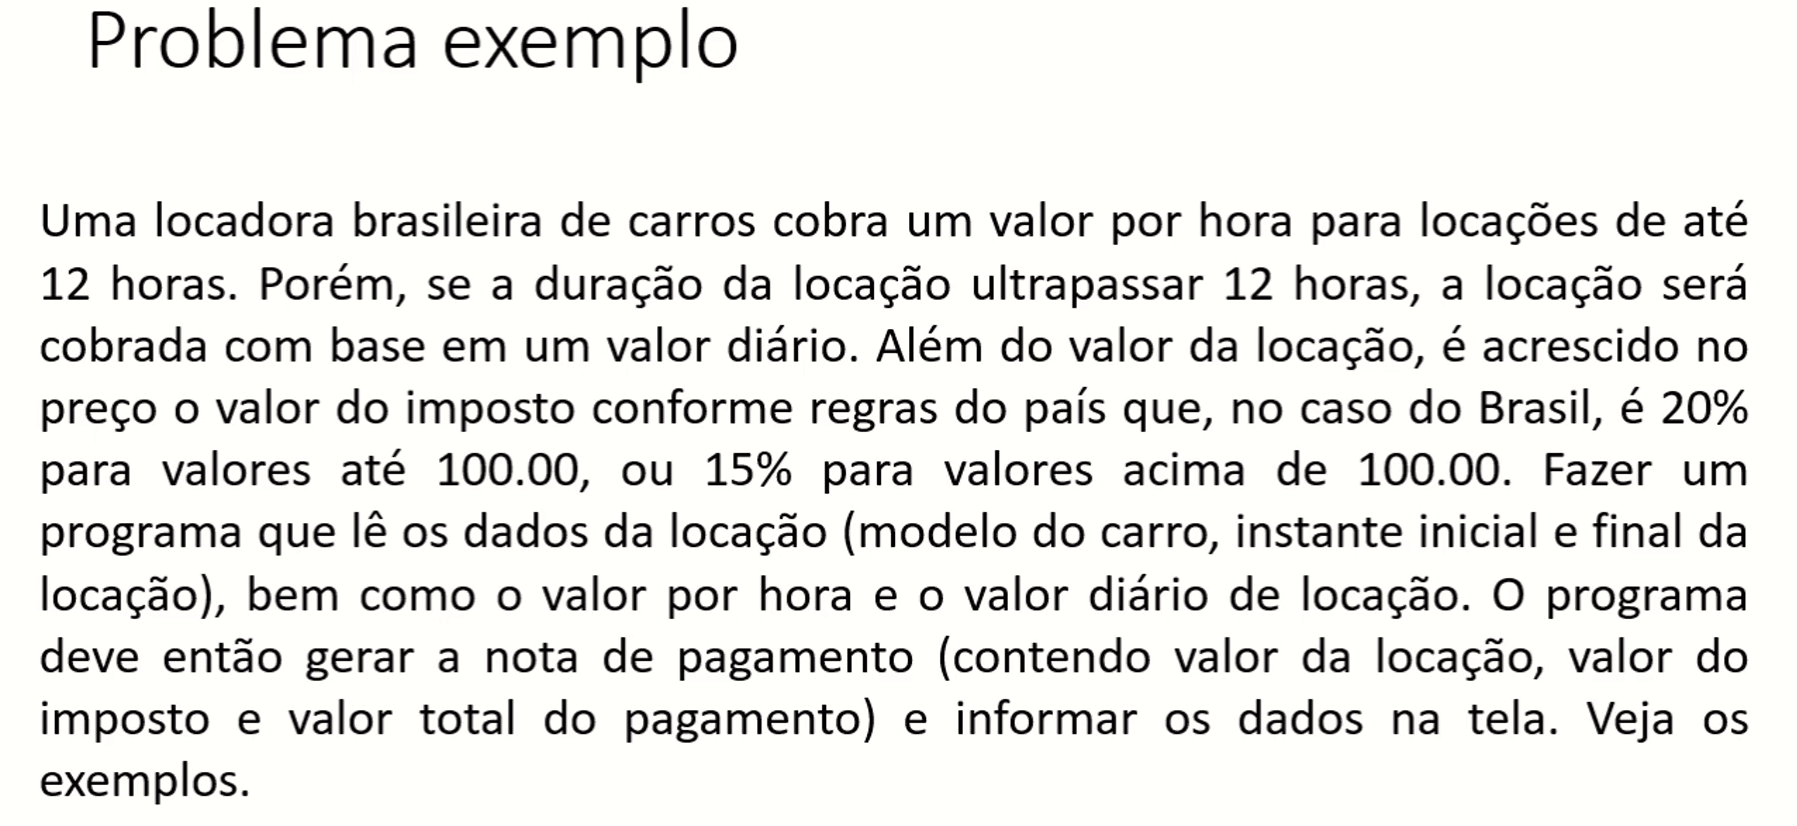 Problema exemplo
Uma locadora brasileira de carros cobra um valor por hora para locações de até
12 horas. Porém, se a duração da locação ultrapassar 12 horas, a locação será
cobrada com base em um valor diário. Além do valor da locação, é acrescido no
preço o valor do imposto conforme regras do país que, no caso do Brasil, é 20%
para valores até 100.00, ou 15% para valores acima de 100.00. Fazer um
programa que lê os dados da locação (modelo do carro, instante inicial e final da
locação), bem como o valor por hora e o valor diário de locação. O programa
deve então gerar a nota de pagamento (contendo valor da locação, valor do
imposto e valor total do pagamento) e informar os dados na tela. Veja os
exemplos.